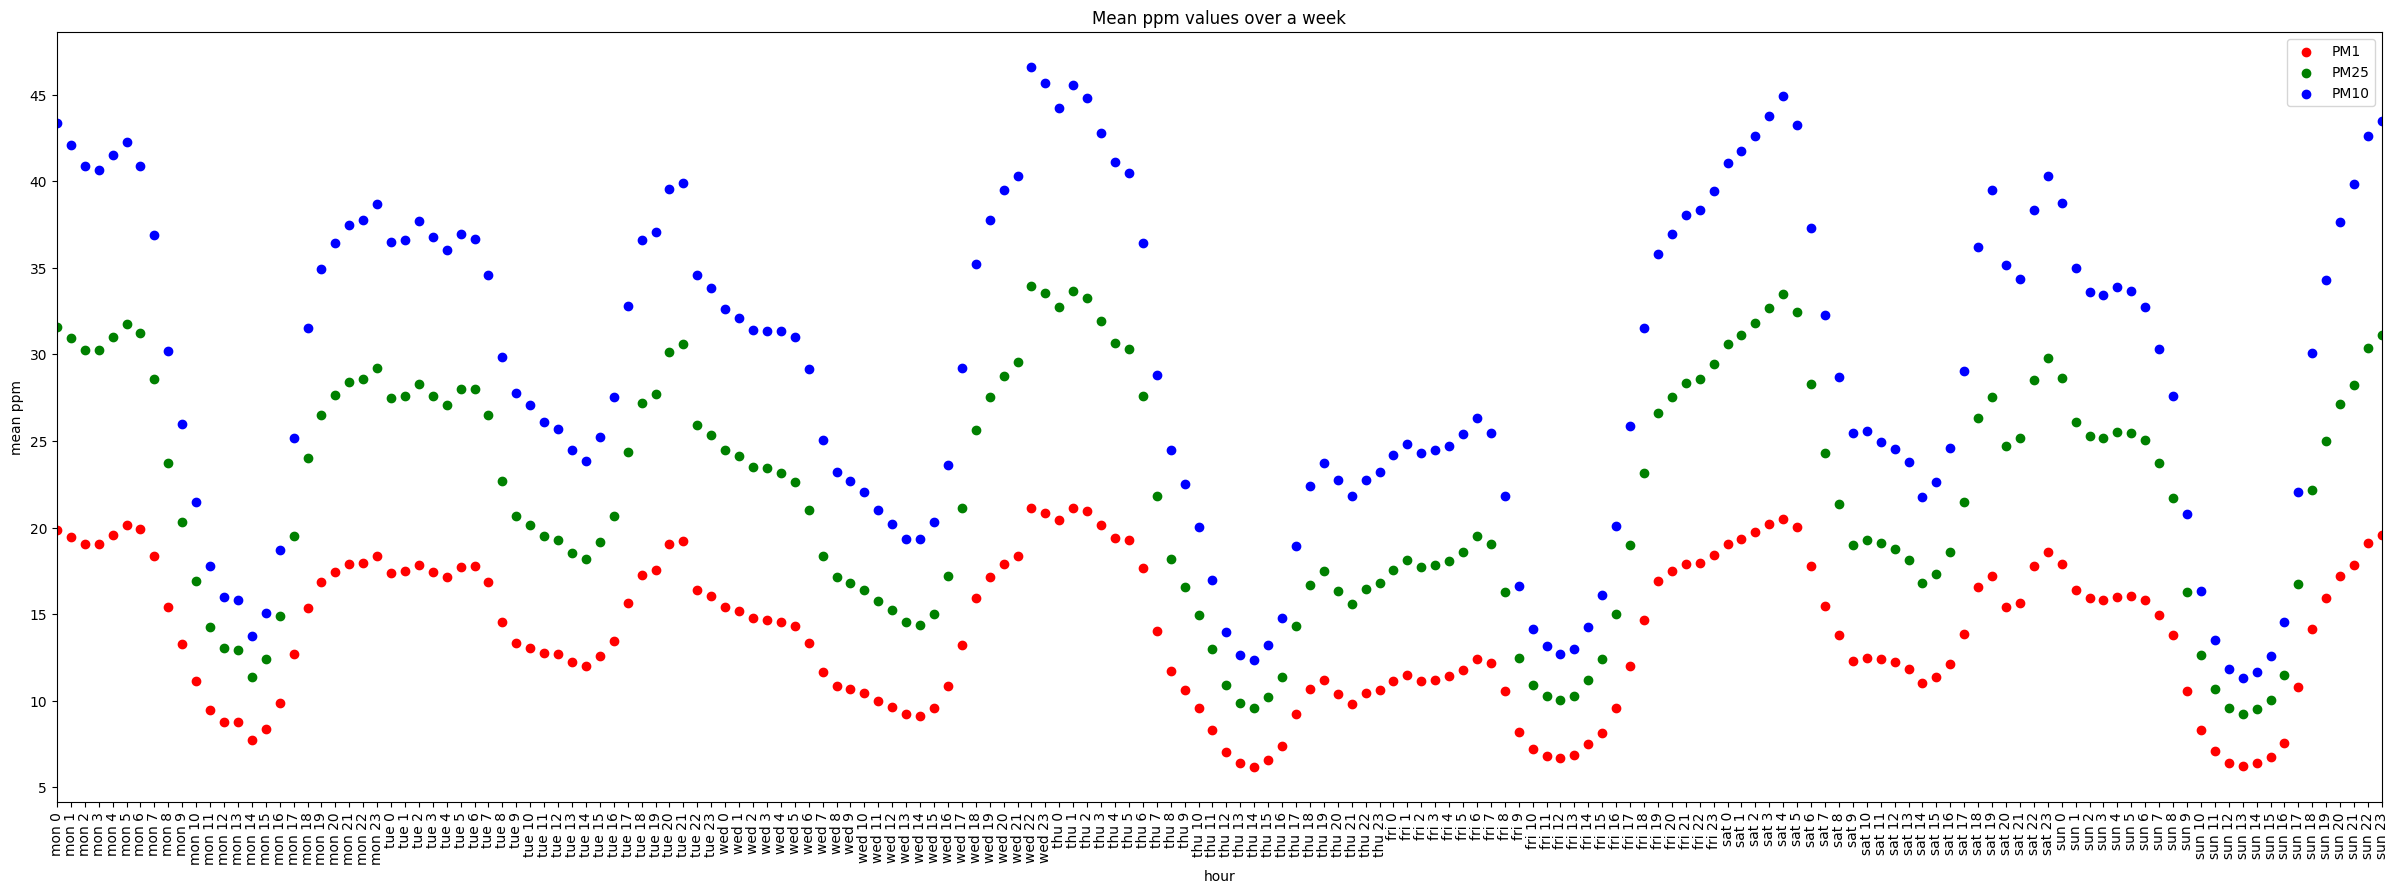 Mean ppm values over a week
PM1
PM25
PM10
mean ppm
45
40
35
30
25
20
15
10
5
mon 0
mon 1
mon 2
mon 3
mon 4
mon 5
mon 6
mon 7
mon 8
mon 9
mon 10
mon 11
mon 12
mon 13
mon 14
mon 15
mon 16
mon 17
mon 18
mon 19
mon 20
mon 21
mon 22
mon 23
tue 0
tue 1
tue 2
tue 3
tue 4
tue 5
tue 6
tue 7
tue 8
tue 9
tue 10
tue 11
tue 12
tue 13
tue 14
tue 15
tue 16
tue 17
tue 18
tue 19
tue 20
tue 21
tue 22
tue 23
wed 0
wed 1
wed 2
wed 3
wed 4
wed 5
wed 6
wed 7
wed 8
wed 9
wed 10
wed 11
wed 12
wed 13
wed 14
wed 15
wed 16
wed 17
wed 18
wed 19
wed 20
wed 21
wed 22
wed 23
thu 0
thu 1
thu 2
thu 3
thu 4
thu 5
thu 6
thu 7
thu 8
thu 9
thu 10
thu 11
thu 12
thu 13
thu 14
thu 15
thu 16
thu 17
thu 18
thu 19
thu 20
thu 21
thu 22
thu 23
fri 0
fri 1
fri 2
fri 3
fri 4
fri 5
fri 6
fri 7
fri 8
fri 9
fri 10
fri 11
fri 12
fri 13
fri 14
fri 15
fri 16
fri 17
fri 18
fri 19
fri 20
fri 21
fri 22
fri 23
sat 0
sat 1
sat 2
sat 3
sat 4
sat 5
sat 6
sat 7
sat 8
sat 9
sat 10
sat 11
sat 12
sat 13
sat 14
sat 15
sat 16
sat 17
sat 18
sat 19
sat 20
sat 21
sat 22
sat 23
sun 0
sun 1
sun 2
sun 3
sun 4
sun 5
sun 6
sun 7
sun 8
sun 9
sun 10
sun 11
sun 12
sun 13
sun 14
sun 15
sun 16
sun 17
sun 18
sun 19
sun 20
sun 21
sun 22
sun 23
hour